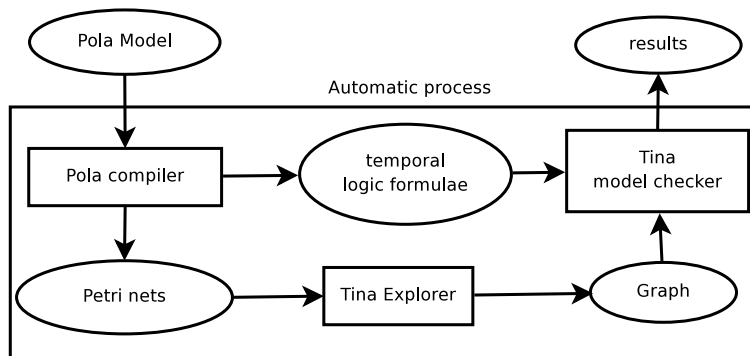 Pola Model
results
Automatic process
Pola compiler
temporal
logic formulae
Tina
model checker
Petri nets
Tina Explorer
Graph